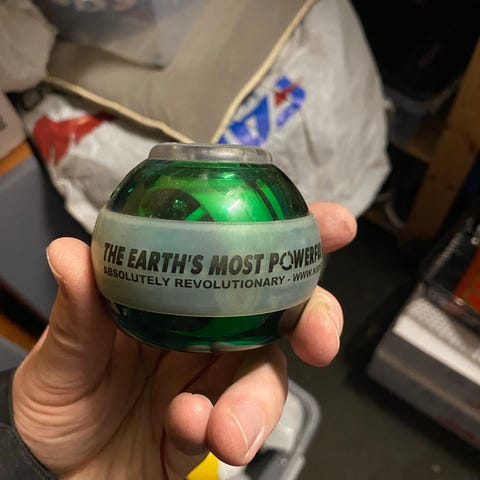 THE EARTH'S MOST
ABSOLUTELY REVOLUTIONARY -